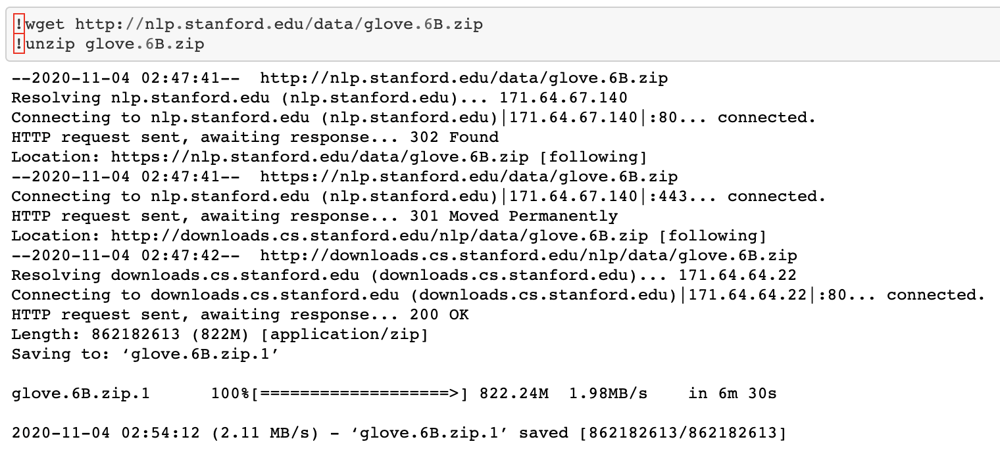 !wget http://nlp.stanford.edu/data/glove.6B.zip
!unzip glove.6B.zip
--2020-11-04 02:47:41--  http://nlp.stanford.edu/data/glove.6B.zip
Resolving nlp.stanford.edu (nlp.stanford.edu)... 171.64.67.140
Connecting to nlp.stanford.edu (nlp.stanford.edu)|171.64.67.140|:80... connected.
HTTP request sent, awaiting response... 302 Found
Location: https://nlp.stanford.edu/data/glove.6B.zip [following]
--2020-11-04 02:47:41--  https://nlp.stanford.edu/data/glove.6B.zip
Connecting to nlp.stanford.edu (nlp.stanford.edu)|171.64.67.140|:443... connected.
HTTP request sent, awaiting response... 301 Moved Permanently
Location: http://downloads.cs.stanford.edu/nlp/data/glove.6B.zip [following]
--2020-11-04 02:47:42--  http://downloads.cs.stanford.edu/nlp/data/glove.6B.zip
Resolving downloads.cs.stanford.edu (downloads.cs.stanford.edu)... 171.64.64.22
Connecting to downloads.cs.stanford.edu (downloads.cs.stanford.edu)|171.64.64.22|:80... connected.
HTTP request sent, awaiting response... 200 OK
Length: 862182613 (822M) [application/zip]
Saving to: ‘glove.6B.zip.1’
glove.6B.zip.1      100%[===================>] 822.24M  1.98MB/s    in 6m 30s
2020-11-04 02:54:12 (2.11 MB/s) - ‘glove.6B.zip.1’ saved [862182613/862182613]